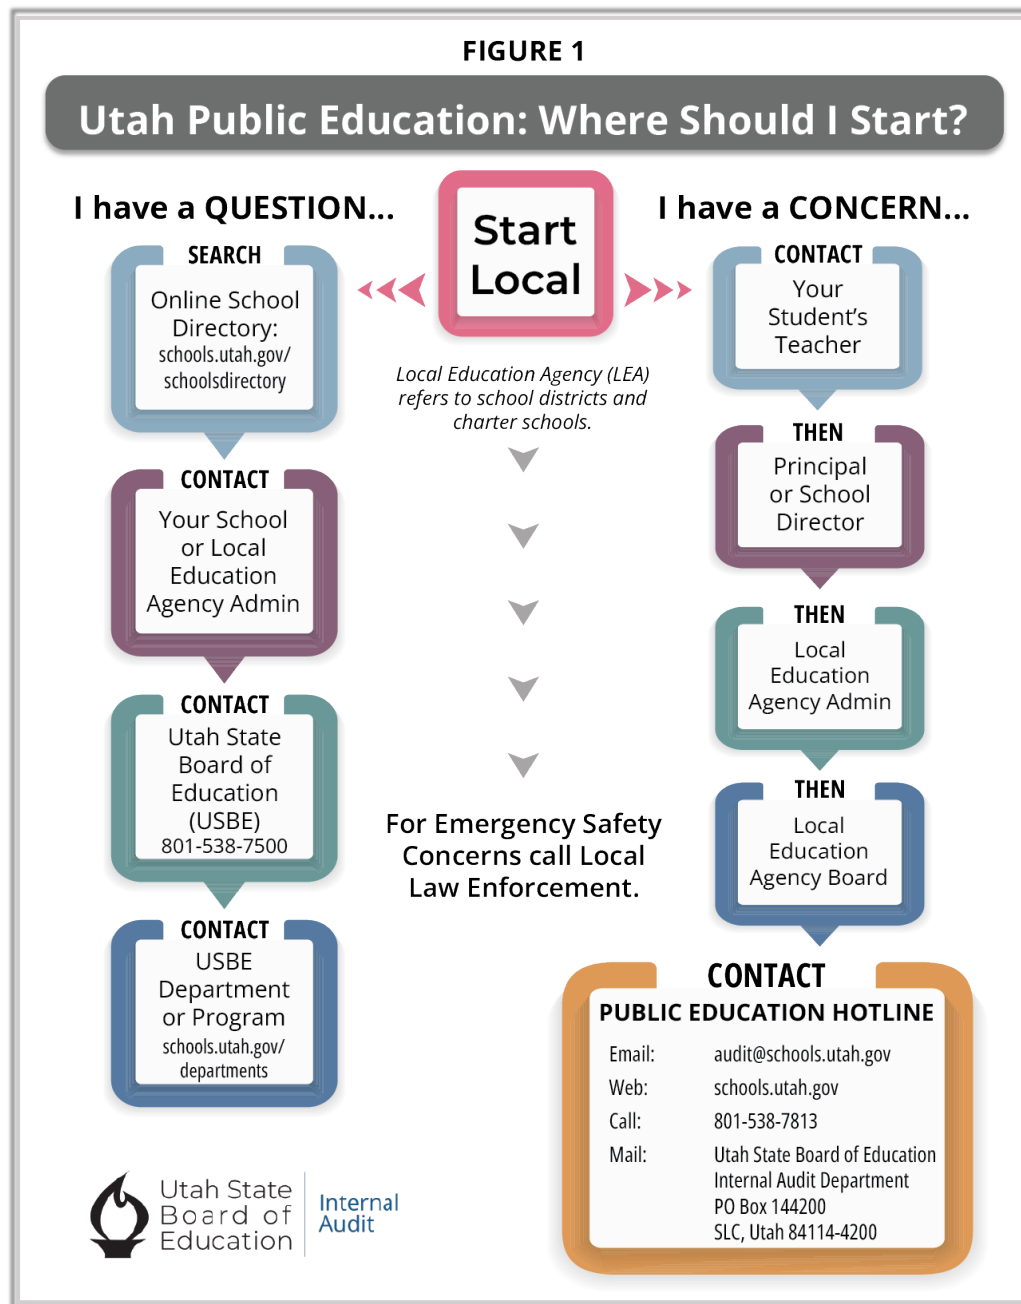 FIGURE 1
Utah Public Education: Where Should I Start?
I have a QUESTION...
SEARCH
Online School
Directory:
schools.utah.gov/
schoolsdirectory
CONTACT
Your School
or Local
Education
Agency Admin
CONTACT
Utah State
Board of
Education
(USBE)
801-538-7500
CONTACT
USBE
Department
or Program
schools.utah.gov/
departments
Start
Local
Local Education Agency (LEA)
refers to school districts and
charter schools.
For Emergency Safety
Concerns call Local
Law Enforcement.
I have a CONCERN...
CONTACT
Your
Student's
Teacher
THEN
Principal
or School
Director
THEN
Local
Education
Agency Admin
THEN
Local
Education
Agency Board
CONTACT
PUBLIC EDUCATION HOTLINE
Email: audit@schools.utah.gov
Web: schools.utah.gov
Call: 801-538-7813
Mail: Utah State Board of Education
Internal Audit Department
PO Box 144200
SLC, Utah 84114-4200
Utah State
Board of
Education
Internal
Audit